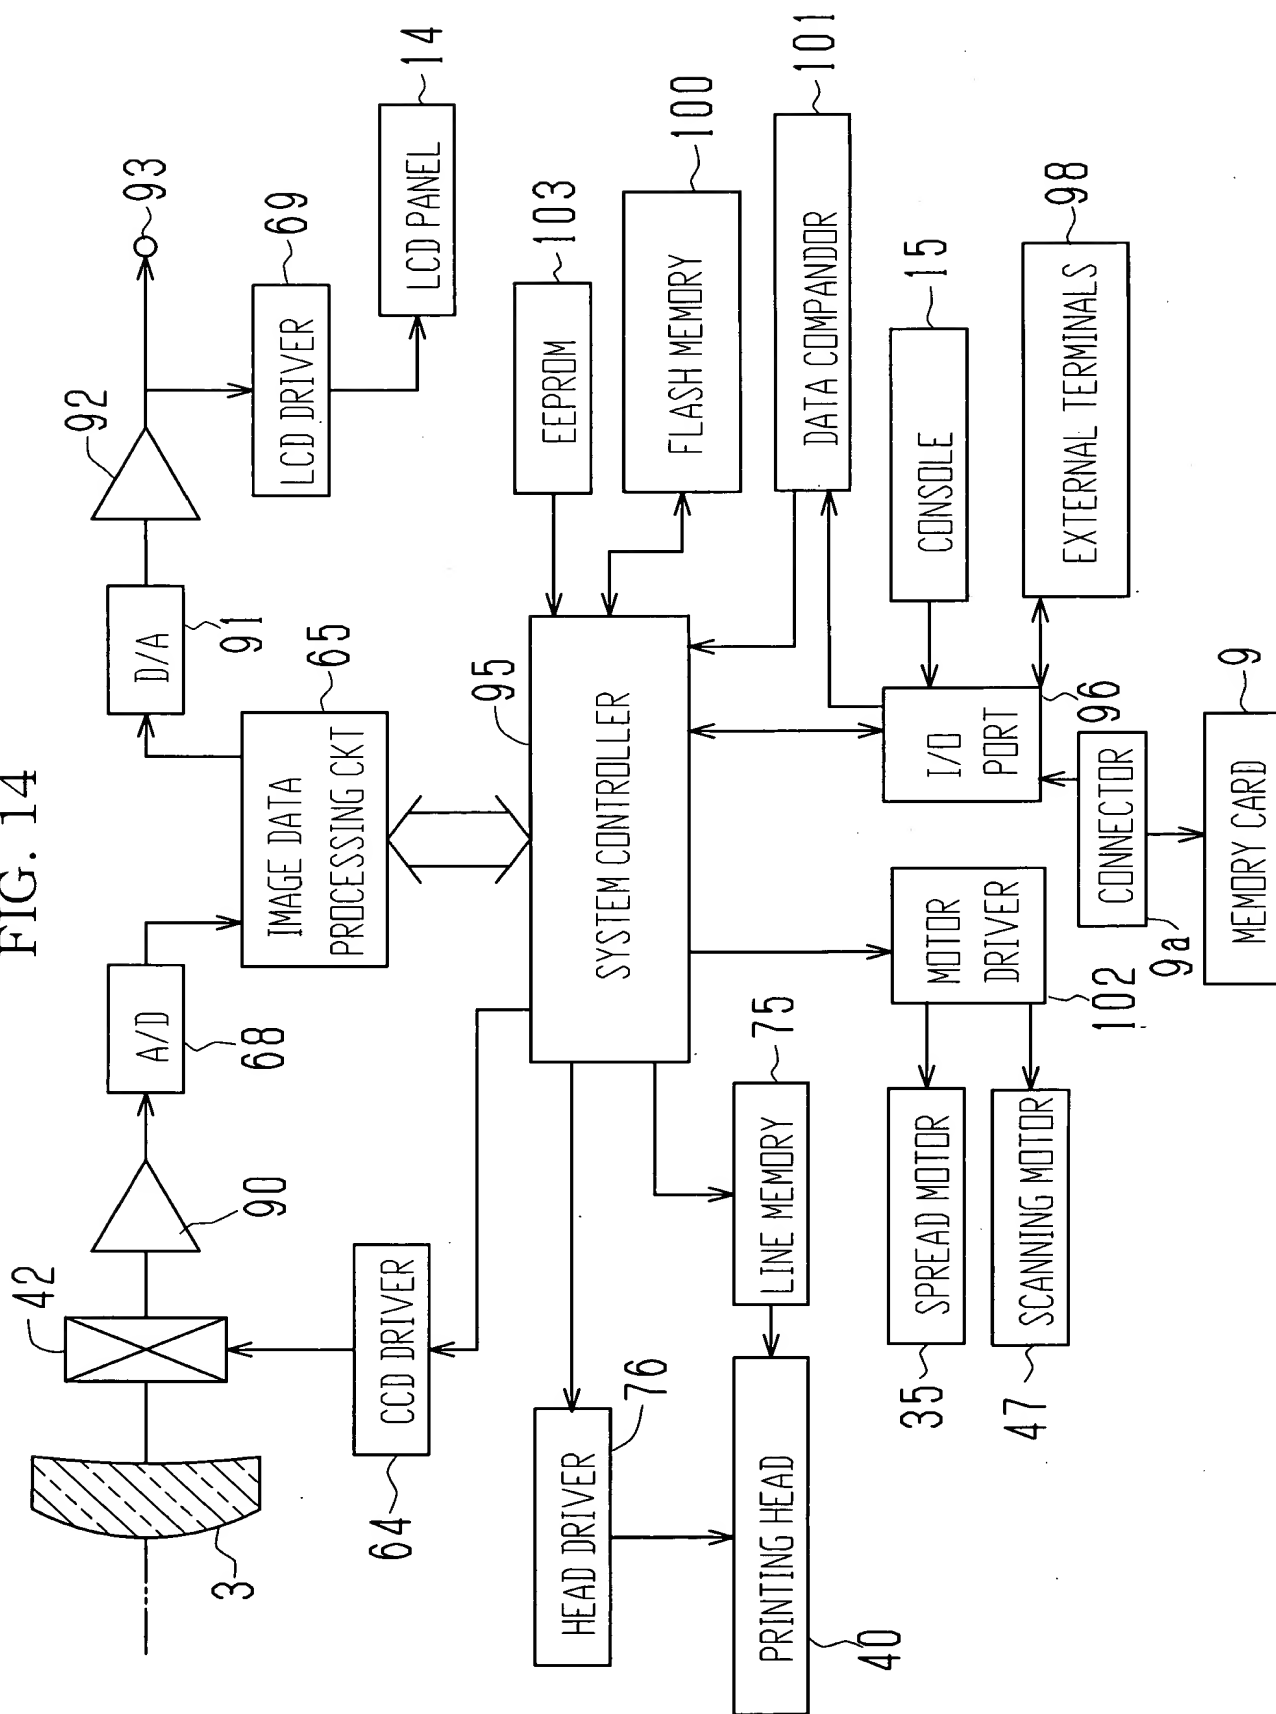 FIG. 14
3
42
90
A/D
68
IMAGE DATA
PROCESSING CKT
65
D/A
91
92
93
LCD DRIVER
69
LCD PANEL
14
CCD DRIVER
64
SYSTEM CONTROLLER
95
EEPROM
103
FLASH MEMORY
100
DATA COMPANDOR
101
HEAD DRIVER
76
LINE MEMORY
75
PRINTING HEAD
40
MOTOR
DRIVER
102
SPREAD MOTOR
35
SCANNING MOTOR
47
I/O
PORT
96
CONSOLE
15
EXTERNAL TERMINALS
98
CONNECTOR
9a
MEMORY CARD
9